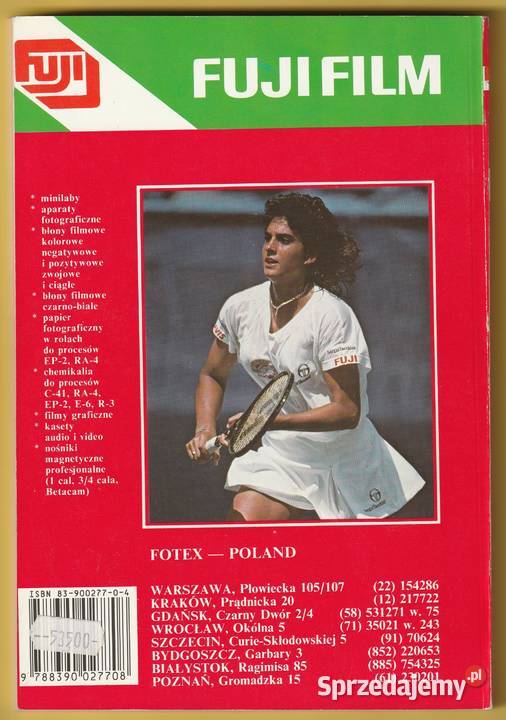 FUJI
FUJI FILM
* minilaby
* aparaty
fotograficzne
* błony filmowe
kolorowe
negatywowe
i pozytywowe
zwojowe
i ciągłe
* błony filmowe
czarno-białe
* papier
fotograficzny
w rolach
do procesów
EP-2, RA-4
* chemikalia
do procesów
C-41, RA-4,
EP-2, E-6, R-3
* filmy graficzne
* kasety
audio i video
* nośniki
magnetyczne
profesjonalne
(1 cal, 3/4 cala,
Betacam)
FUJI
FOTEX — POLAND
WARSZAWA, Płowiecka 105/107 (22) 154286
KRAKÓW, Prądnicka 20 (12) 217722
GDAŃSK, Czarny Dwór 2/4 (58) 531271 w. 75
WROCŁAW, Okólna 5 (71) 35021 w. 243
SZCZECIN, Curie-Skłodowskiej 5 (91) 70624
BYDGOSZCZ, Garbary 3 (852) 220653
BIAŁYSTOK, Ragimisa 85 (885) 754325
POZNAŃ, Gromadzka 15 (61) 230201
ISBN 83-900277-0-4
--53500-
9 788390 027708
Sprzedajemy.pl